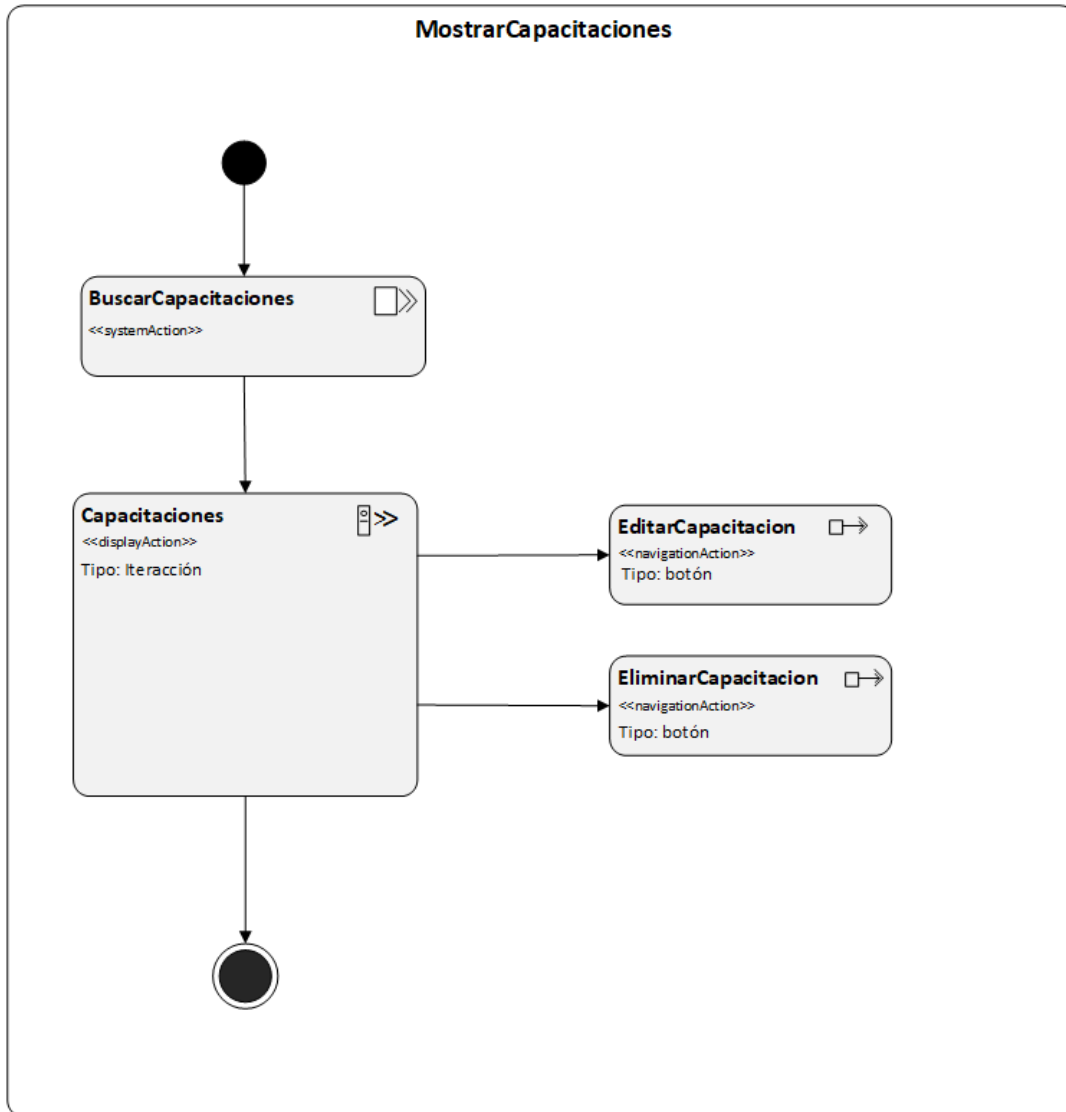 MostrarCapacitaciones
BuscarCapacitaciones
<<systemAction>>
Capacitaciones
<<displayAction>>
Tipo: Iteracción
EditarCapacitacion
<<navigationAction>>
Tipo: botón
EliminarCapacitacion
<<navigationAction>>
Tipo: botón